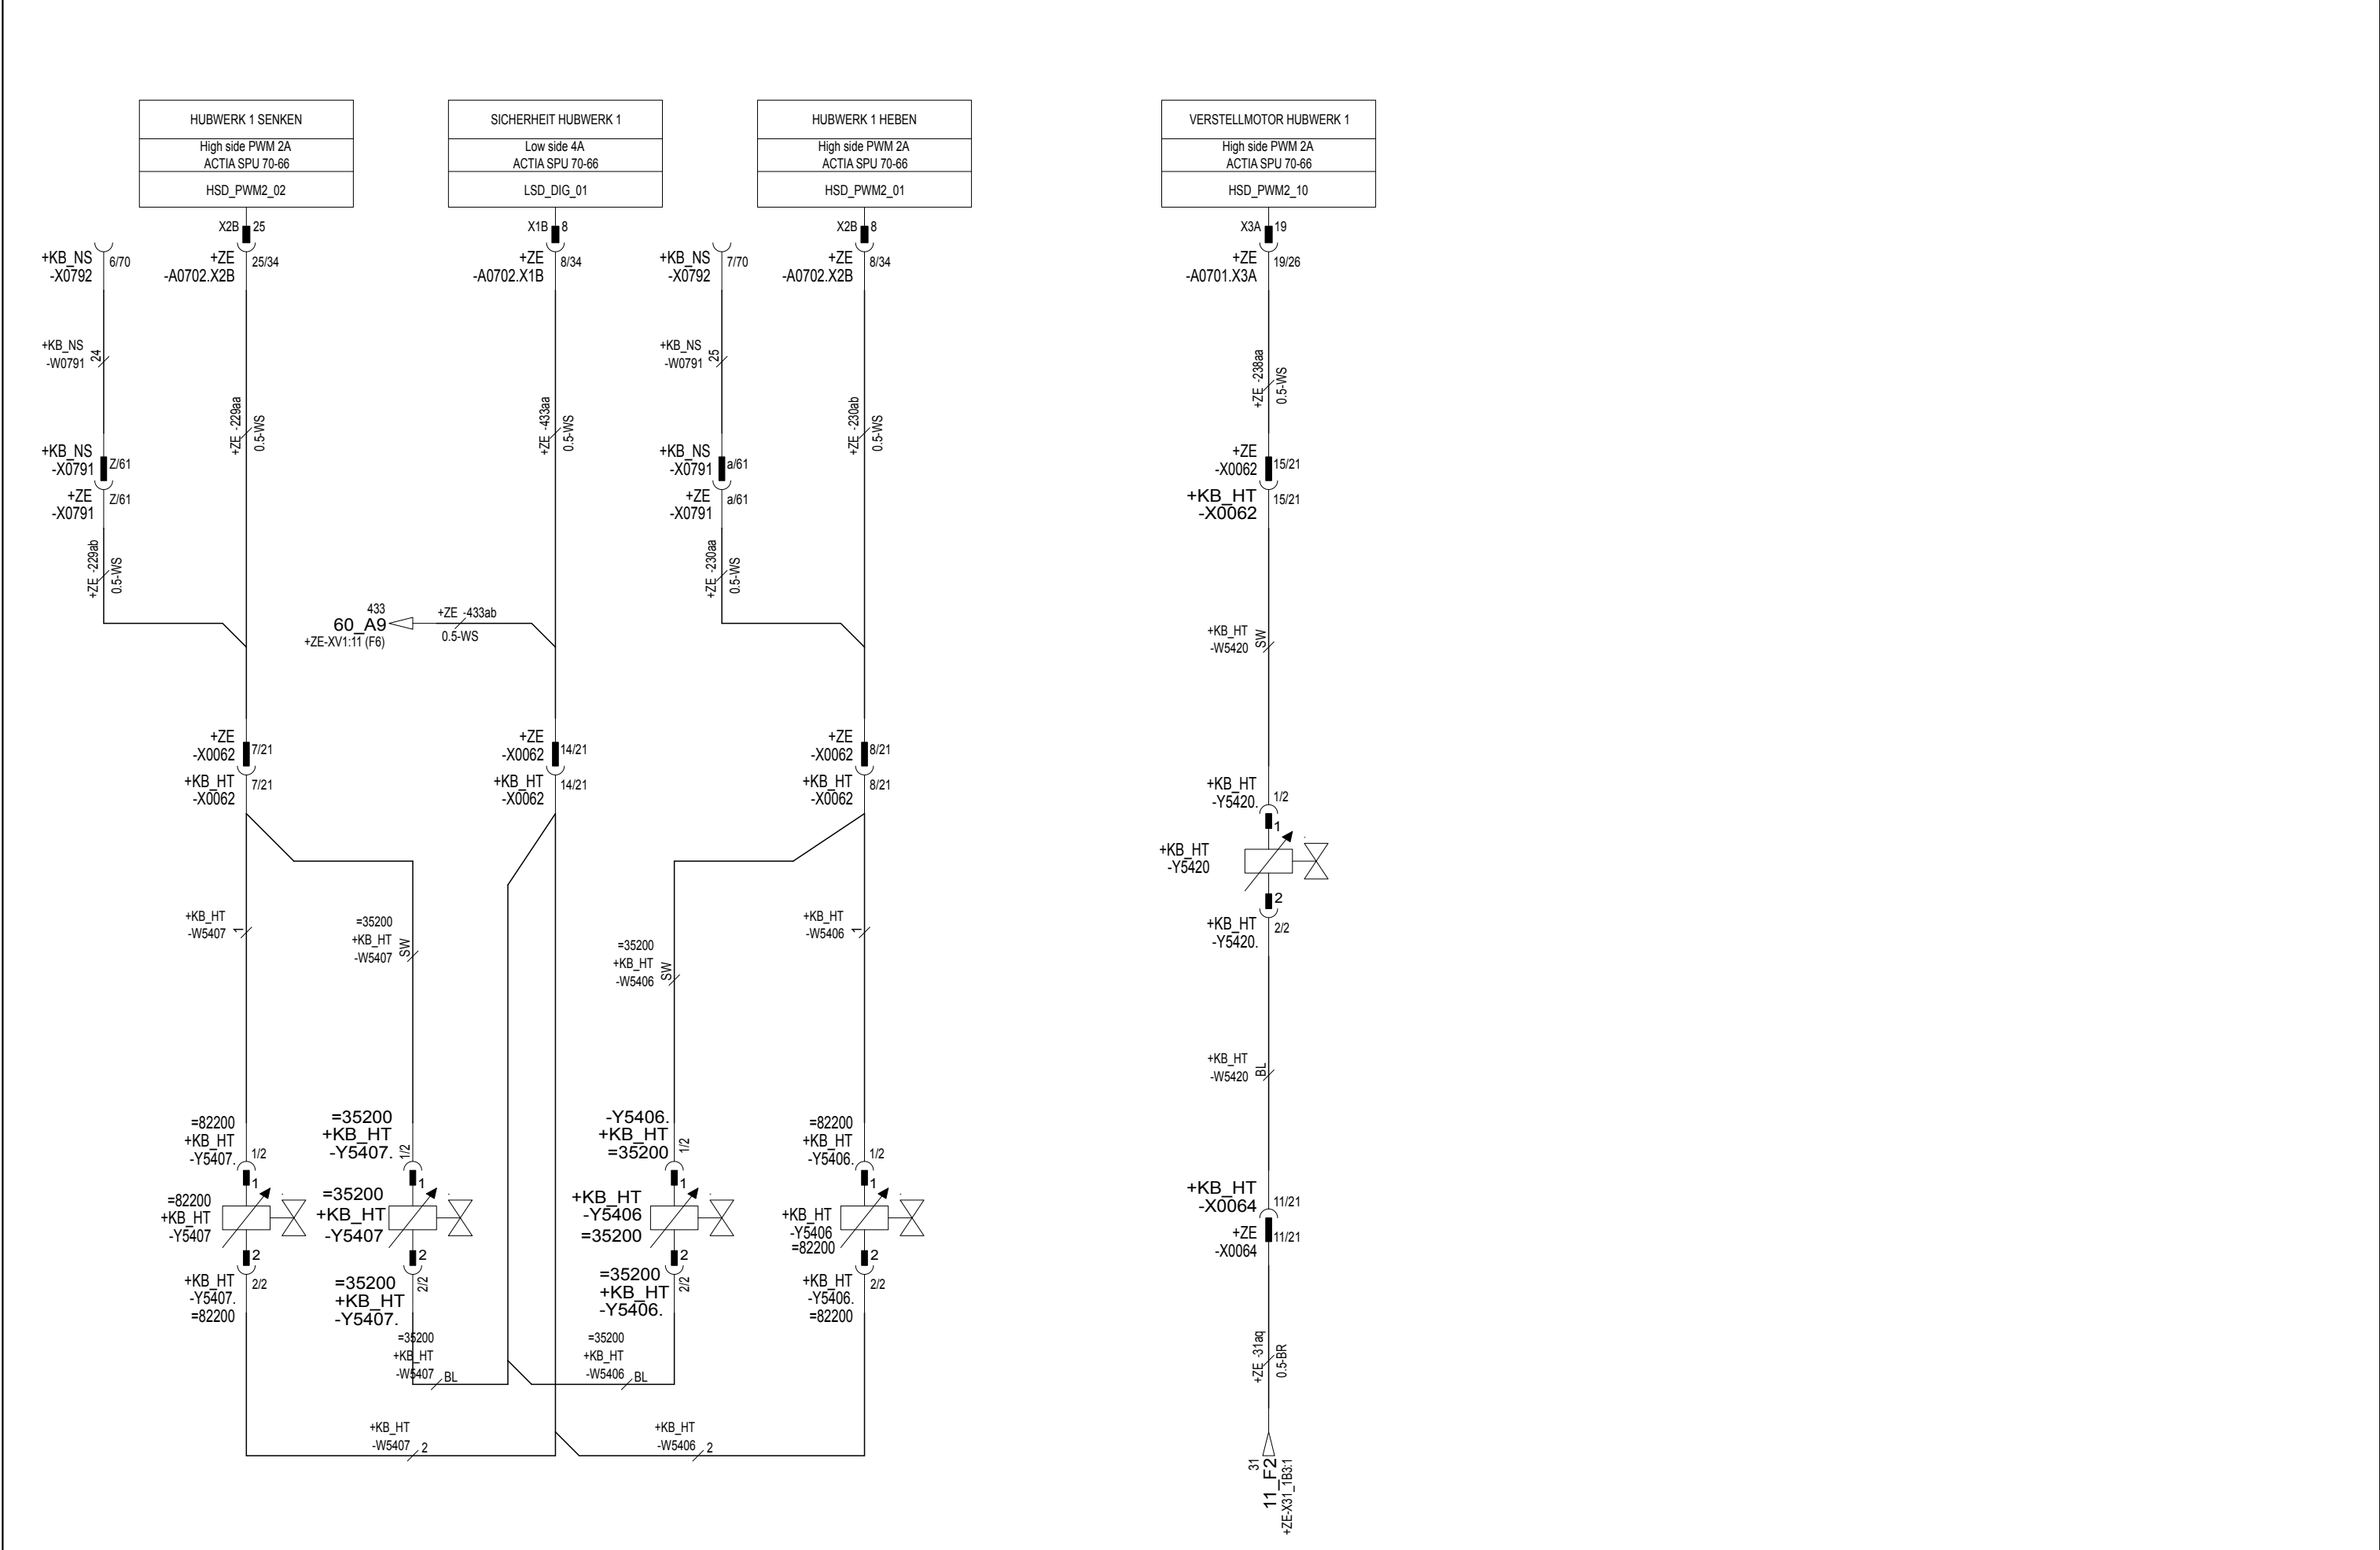 HUBWERK 1 SENKEN
High side PWM 2A
ACTIA SPU 70-66
HSD_PWM2_02
SICHERHEIT HUBWERK 1
Low side 4A
ACTIA SPU 70-66
LSD_DIG_01
HUBWERK 1 HEBEN
High side PWM 2A
ACTIA SPU 70-66
HSD_PWM2_01
VERSTELLMOTOR HUBWERK 1
High side PWM 2A
ACTIA SPU 70-66
HSD_PWM2_10
X2B 25
X1B 8
X2B 8
X3A 19
+KB_NS 6/70
-X0792
+ZE 25/34
-A0702.X2B
+ZE 8/34
-A0702.X1B
+KB_NS 7/70
-X0792
+ZE 8/34
-A0702.X2B
+ZE 19/26
-A0701.X3A
+KB_NS
-W0791 24
+KB_NS
-W0791 25
+ZE -229aa
0.5-WS
+ZE -433aa
0.5-WS
+ZE -230ab
0.5-WS
+ZE -238aa
0.5-WS
+KB_NS
-X0791 Z/61
+ZE Z/61
-X0791
+KB_NS
-X0791 a/61
+ZE a/61
-X0791
+ZE
-X0062 15/21
+KB_HT 15/21
-X0062
+ZE -229ab
0.5-WS
433
60_A9
+ZE-XV1:11 (F6)
+ZE -433ab
0.5-WS
+ZE -230aa
0.5-WS
+KB_HT
-W5420 SW
+ZE 7/21
-X0062
+KB_HT 7/21
-X0062
+ZE 14/21
-X0062
+KB_HT 14/21
-X0062
+ZE 8/21
-X0062
+KB_HT 8/21
-X0062
+KB_HT
-Y5420. 1/2
1
+KB_HT
-Y5420
2
+KB_HT 2/2
-Y5420.
+KB_HT
-W5407 1
=35200
+KB_HT
-W5407 SW
=35200
+KB_HT
-W5406 SW
+KB_HT
-W5406 1
+KB_HT
-W5420 BL
=82200
+KB_HT
-Y5407. 1/2
1
=82200
+KB_HT
-Y5407
2
+KB_HT 2/2
-Y5407.
=82200
=35200
+KB_HT
-Y5407. 1/2
1
=35200
+KB_HT
-Y5407
2
=35200 2/2
+KB_HT
-Y5407.
-Y5406.
+KB_HT 1/2
=35200
1
+KB_HT
-Y5406
=35200
2
=35200 2/2
+KB_HT
-Y5406.
=82200
+KB_HT
-Y5406. 1/2
1
+KB_HT
-Y5406
=82200
2
+KB_HT 2/2
-Y5406.
=82200
+KB_HT 11/21
-X0064
+ZE 11/21
-X0064
=35200
+KB_HT
-W5407 BL
=35200
+KB_HT
-W5406 BL
+ZE -31aq
0.5-BR
+KB_HT
-W5407 2
+KB_HT
-W5406 2
31
11_F2
+ZE-X31_1B3:1